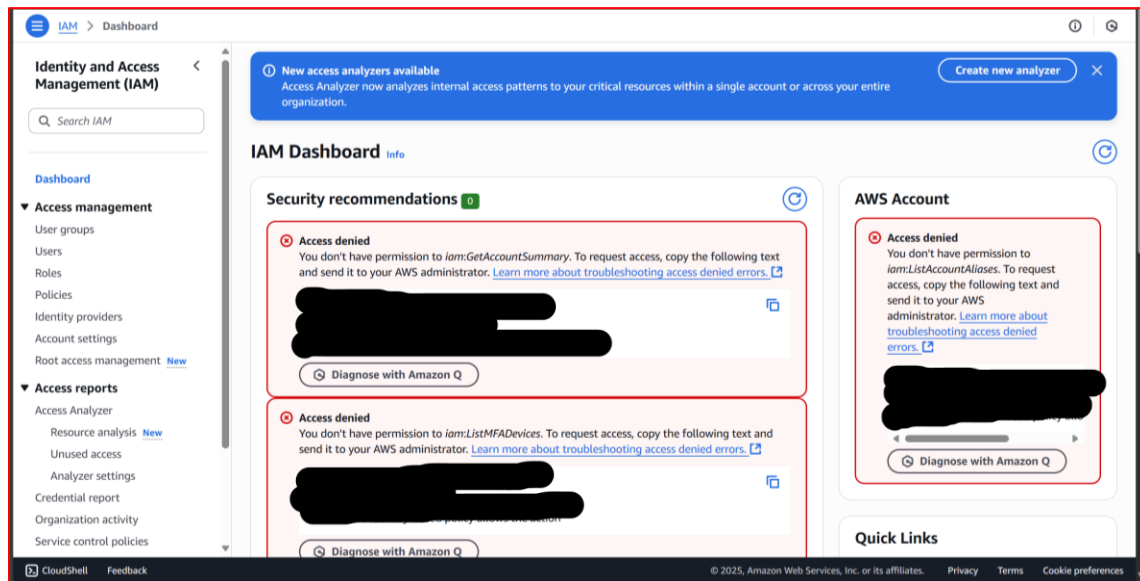 IAM > Dashboard
Identity and Access
Management (IAM)
Search IAM
Dashboard
Access management
User groups
Users
Roles
Policies
Identity providers
Account settings
Root access management New
Access reports
Access Analyzer
Resource analysis New
Unused access
Analyzer settings
Credential report
Organization activity
Service control policies
New access analyzers available
Access Analyzer now analyzes internal access patterns to your critical resources within a single account or across your entire
organization.
Create new analyzer
IAM Dashboard Info
Security recommendations 0
Access denied
You don't have permission to iam:GetAccountSummary. To request access, copy the following text
and send it to your AWS administrator. Learn more about troubleshooting access denied errors.
Diagnose with Amazon Q
Access denied
You don't have permission to iam:ListMFADevices. To request access, copy the following text and
send it to your AWS administrator. Learn more about troubleshooting access denied errors.
policy allows the action
Diagnose with Amazon Q
AWS Account
Access denied
You don't have permission to
iam:ListAccountAliases. To request
access, copy the following text and
send it to your AWS
administrator. Learn more about
troubleshooting access denied
errors.
Diagnose with Amazon Q
Quick Links
CloudShell Feedback
© 2025, Amazon Web Services, Inc. or its affiliates. Privacy Terms Cookie preferences